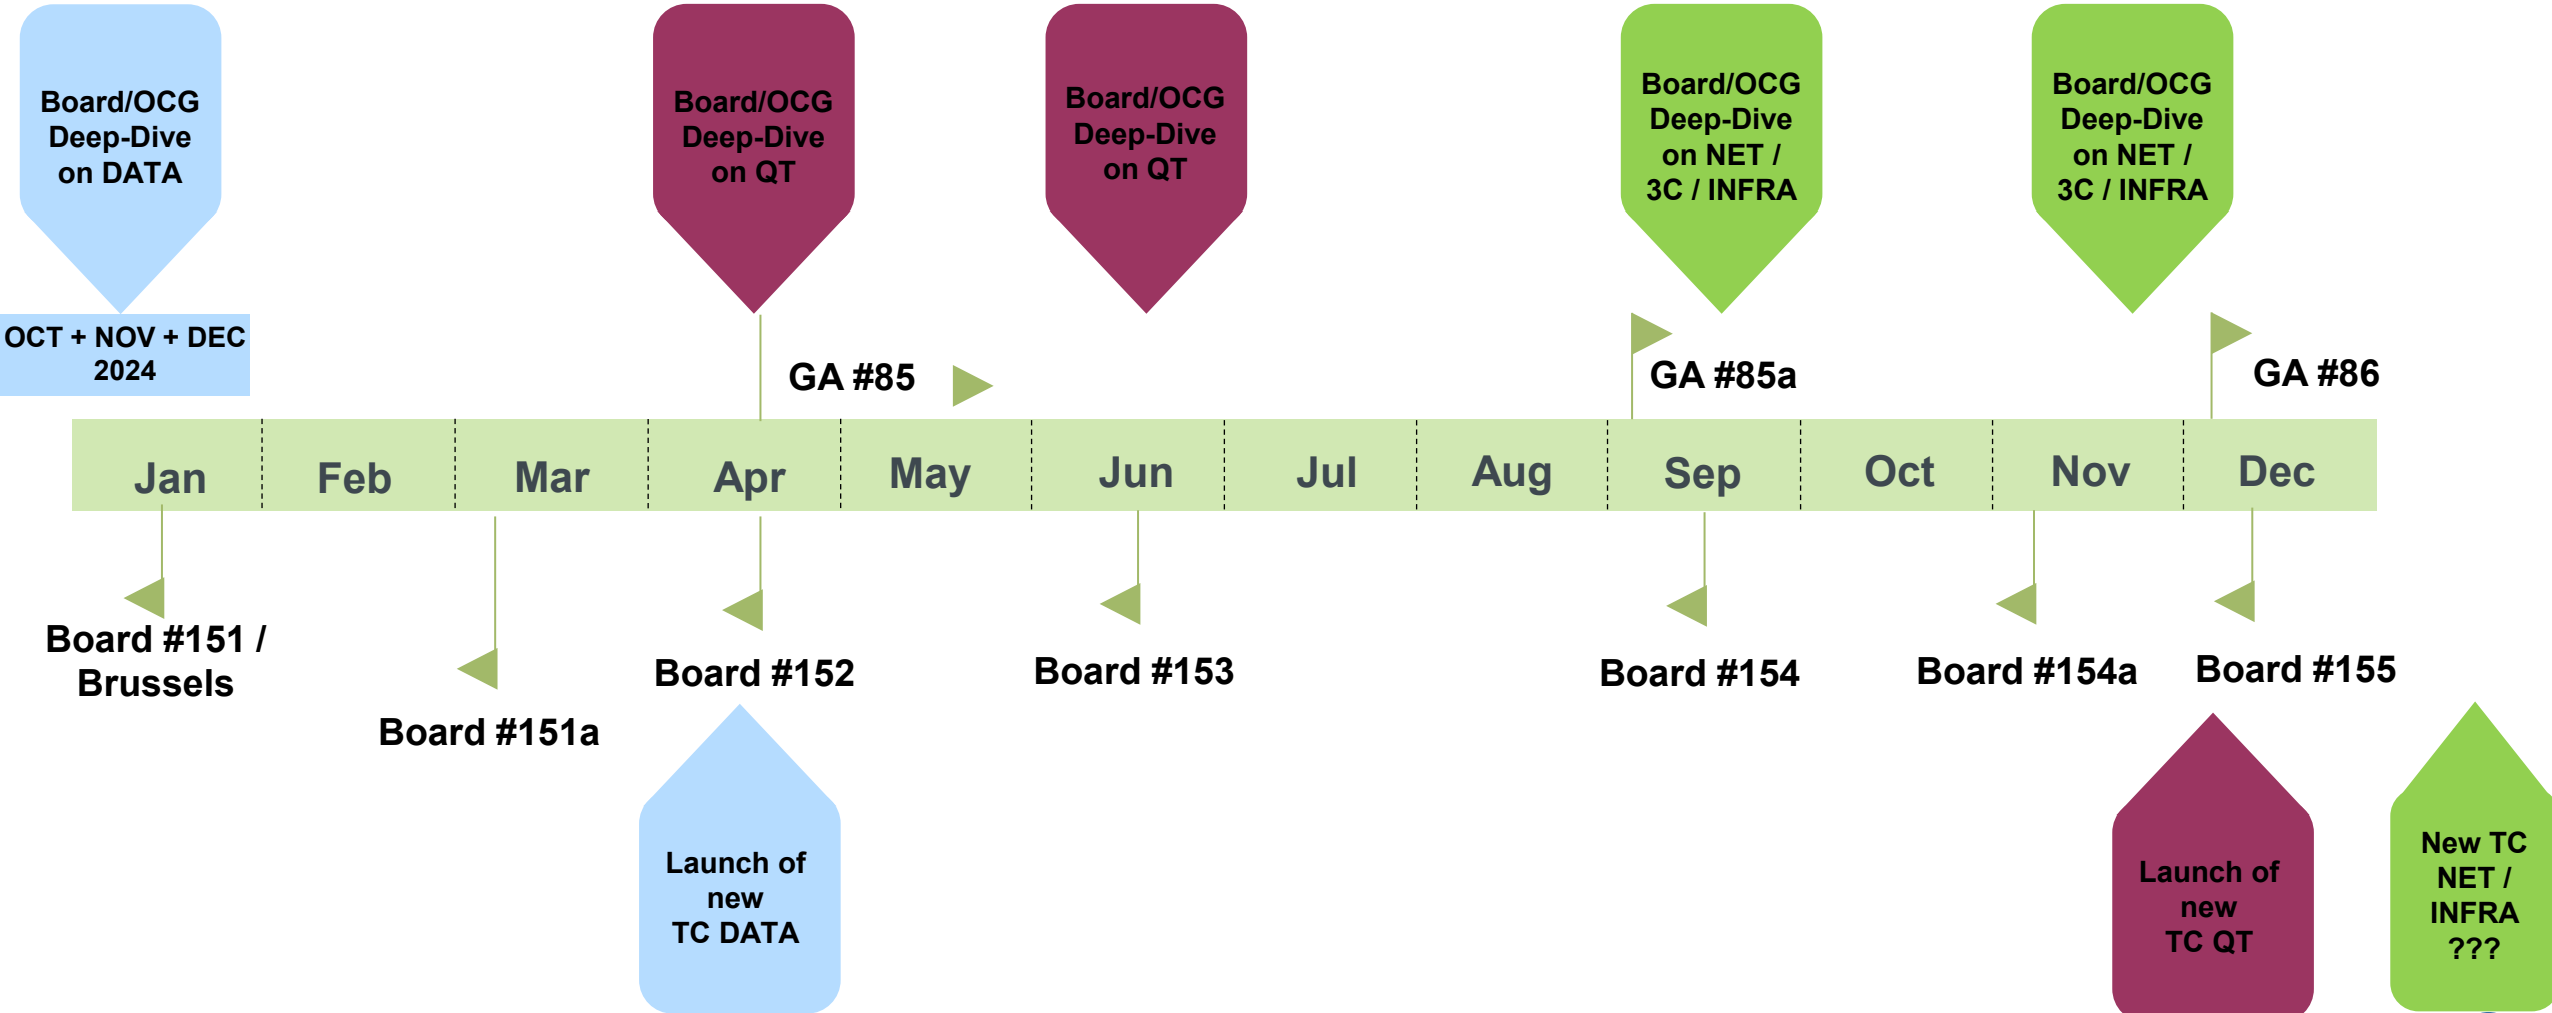 Board/OCG
Deep-Dive
on DATA
Board/OCG
Deep-Dive
on QT
Board/OCG
Deep-Dive
on QT
Board/OCG
Deep-Dive
on NET /
3C / INFRA
Board/OCG
Deep-Dive
on NET /
3C / INFRA
OCT + NOV + DEC
2024
GA #85
GA #85a
GA #86
Jan
Feb
Mar
Apr
May
Jun
Jul
Aug
Sep
Oct
Nov
Dec
Board #151 /
Brussels
Board #151a
Board #152
Board #153
Board #154
Board #154a
Board #155
Launch of
new
TC DATA
Launch of
new
TC QT
New TC
NET /
INFRA
???